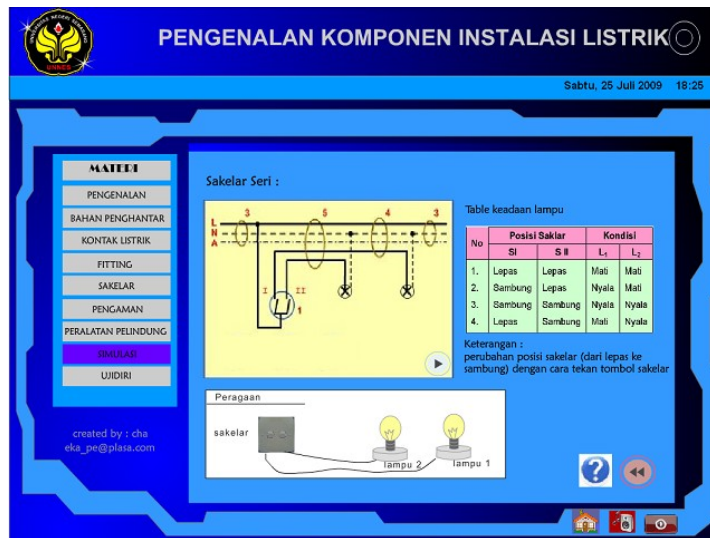 PENGENALAN KOMPONEN INSTALASI LISTRIK
UNNES
Sabtu, 25 Juli 2009 18:25
MATERI
PENGENALAN
BAHAN PENGHANTAR
KONTAK LISTRIK
FITTING
SAKELAR
PENGAMAN
PERALATAN PELINDUNG
SIMULASI
UJIDIRI
created by : cha
eka_pe@plasa.com
Sakelar Seri :
3 5 4 3
L
N
A
I II
1
Table keadaan lampu
No Posisi Saklar Kondisi
SI S II L1 L2
1. Lepas Lepas Mati Mati
2. Sambung Lepas Nyala Mati
3. Sambung Sambung Nyala Nyala
4. Lepas Sambung Mati Nyala
Keterangan :
perubahan posisi sakelar (dari lepas ke
sambung) dengan cara tekan tombol sakelar
Peragaan
sakelar
lampu 2 lampu 1
?